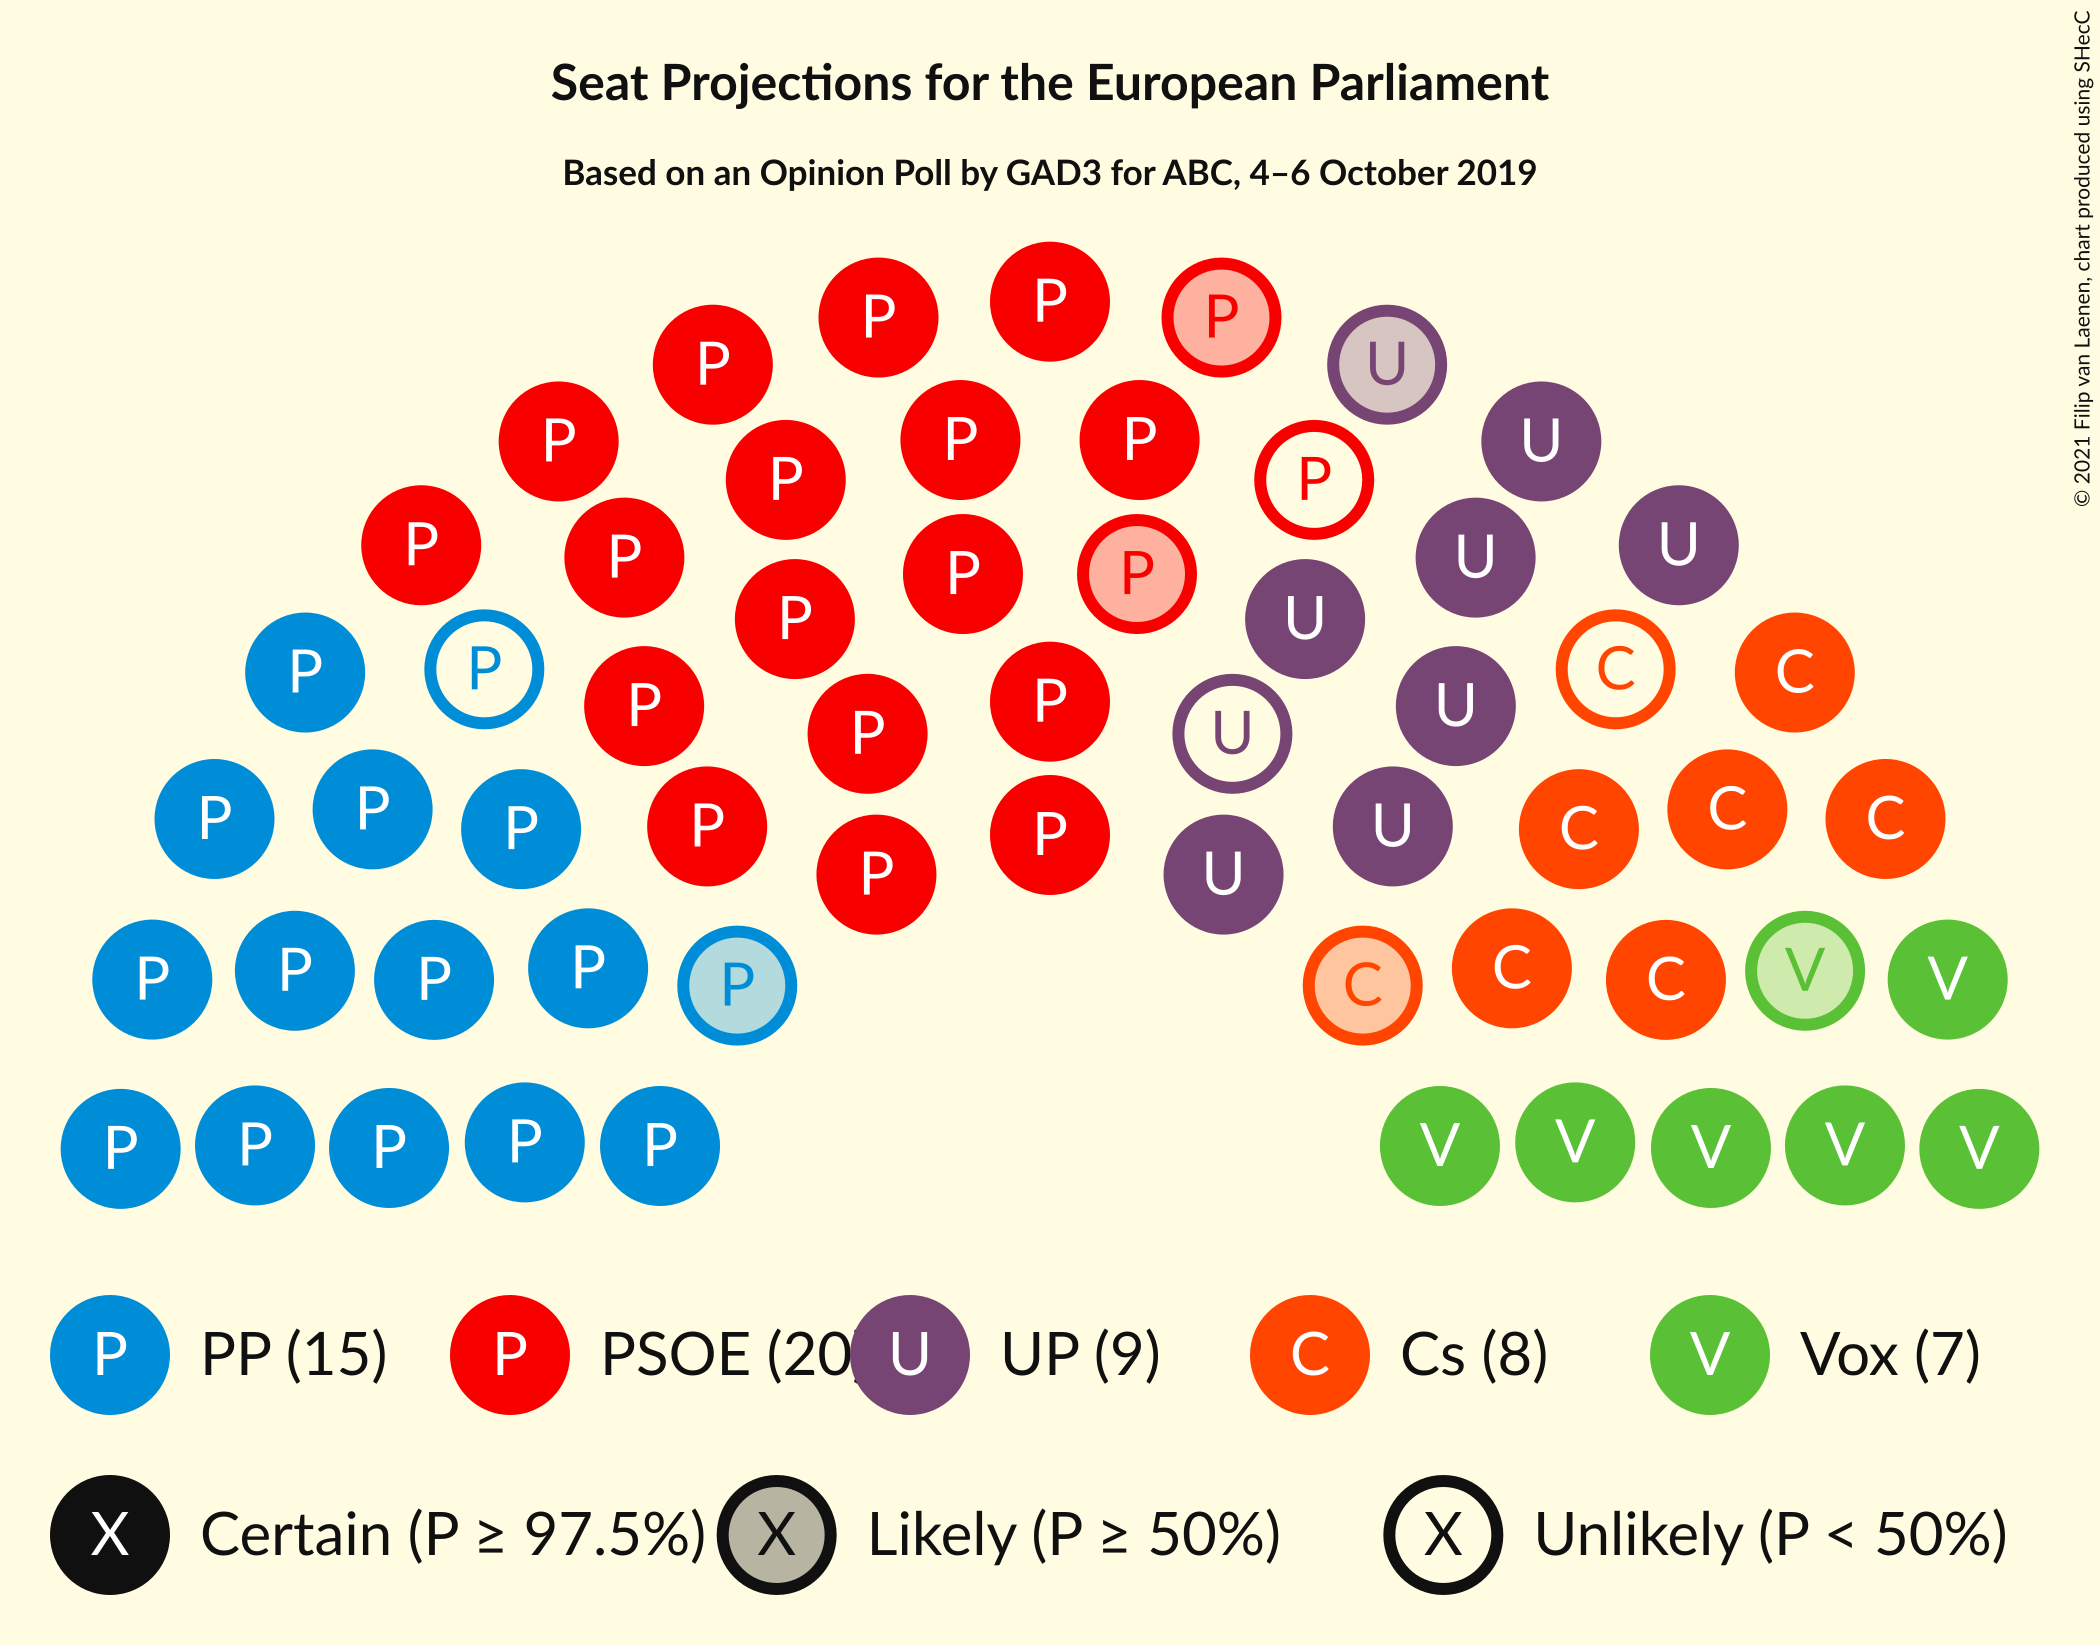 Seat Projections for the European Parliament
Based on an Opinion Poll by GAD3 for ABC, 4–6 October 2019
© 2021 Filip van Laenen, chart produced using SHecC
P P P U
P U
P P P P
P U
P P U U
P P U
P P U
P P P C C
P P U
P U
P P P C C C
P P U U
P P P P P C C C V V
P P P P P V V V V V
P PP (15) P PSOE (20) U UP (9) C Cs (8) V Vox (7)
X Certain (P ≥ 97.5%) X Likely (P ≥ 50%) X Unlikely (P < 50%)